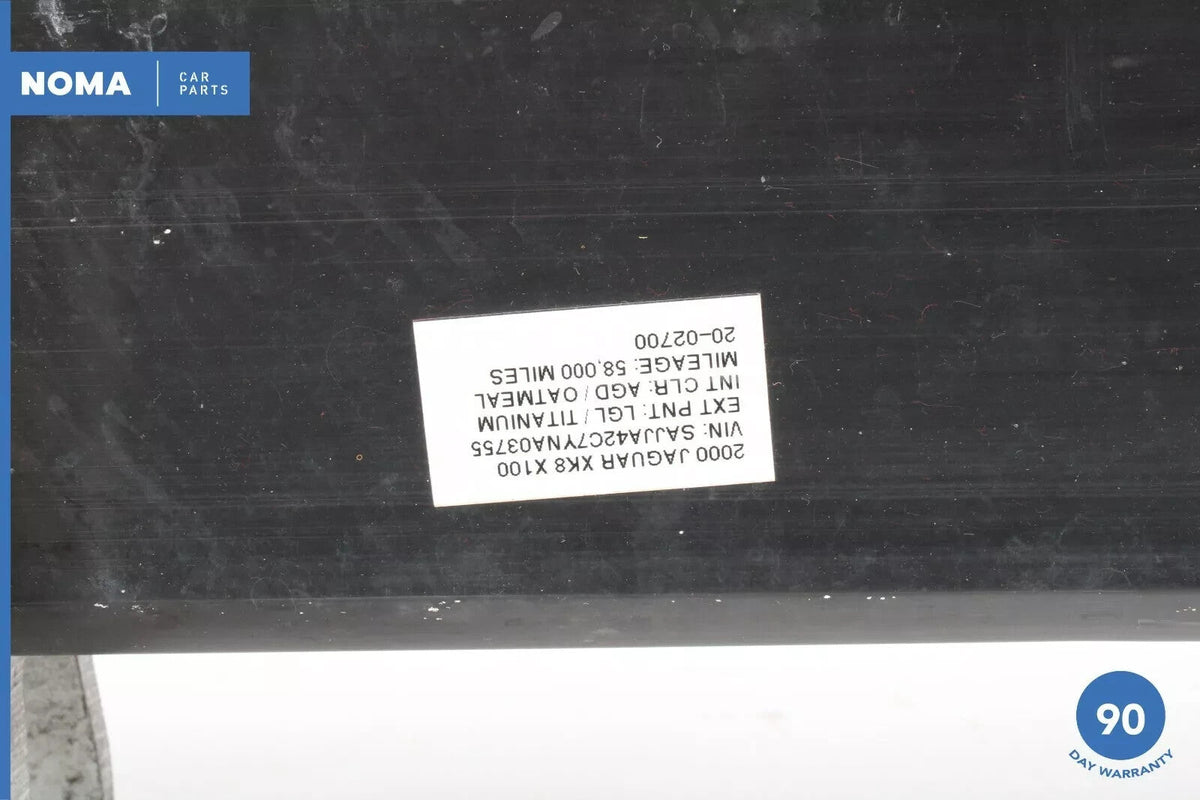 NOMA
CAR
PARTS
2000 JAGUAR XK8 X100
VIN: SAJJA42C7YNA03755
EXT PNT: LGL / TITANIUM
INT CLR: AGD / OATMEAL
MILEAGE: 58,000 MILES
20-02700
90
DAY WARRANTY